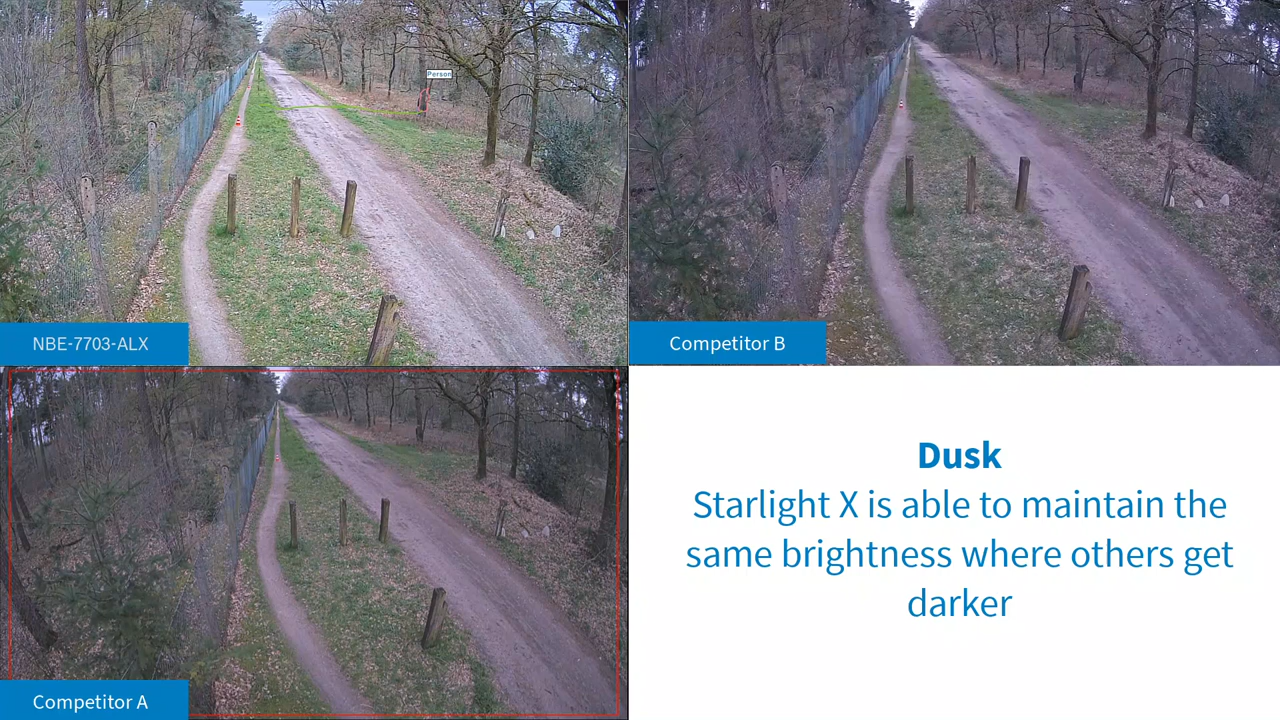 Person
NBE-7703-ALX
Competitor B
Competitor A
Dusk
Starlight X is able to maintain the
same brightness where others get
darker